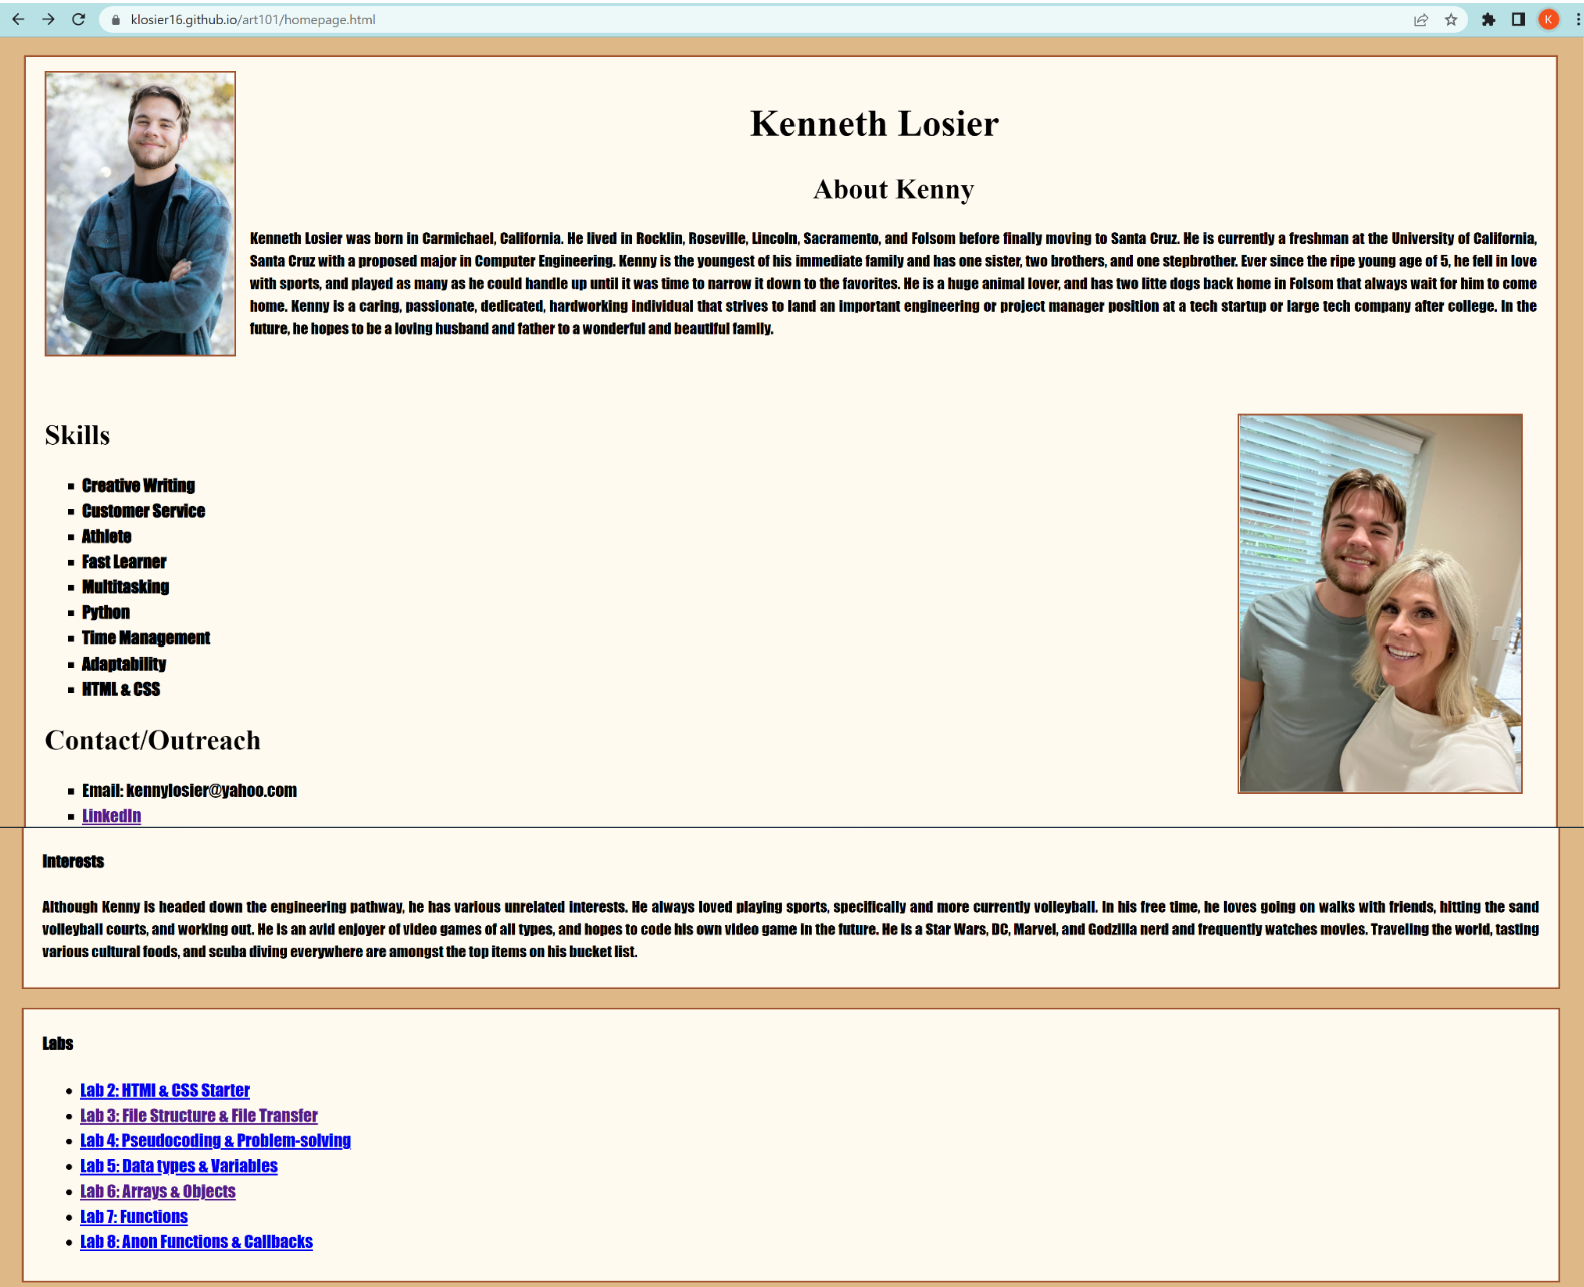 klosier16.github.io/art101/homepage.html
K
Kenneth Losier
About Kenny
Kenneth Losier was born in Carmichael, California. He lived in Rocklin, Roseville, Lincoln, Sacramento, and Folsom before finally moving to Santa Cruz. He is currently a freshman at the University of California,
Santa Cruz with a proposed major in Computer Engineering. Kenny is the youngest of his immediate family and has one sister, two brothers, and one stepbrother. Ever since the ripe young age of 5, he fell in love
with sports, and played as many as he could handle up until it was time to narrow it down to the favorites. He is a huge animal lover, and has two litte dogs back home in Folsom that always wait for him to come
home. Kenny is a caring, passionate, dedicated, hardworking individual that strives to land an important engineering or project manager position at a tech startup or large tech company after college. In the
future, he hopes to be a loving husband and father to a wonderful and beautiful family.
Skills
Creative Writing
Customer Service
Athlete
Fast Learner
Multitasking
Python
Time Management
Adaptability
HTML & CSS
Contact/Outreach
Email: kennylosier@yahoo.com
LinkedIn
Interests
Although Kenny is headed down the engineering pathway, he has various unrelated interests. He always loved playing sports, specifically and more currently volleyball. In his free time, he loves going on walks with friends, hitting the sand
volleyball courts, and working out. He is an avid enjoyer of video games of all types, and hopes to code his own video game in the future. He is a Star Wars, DC, Marvel, and Godzilla nerd and frequently watches movies. Traveling the world, tasting
various cultural foods, and scuba diving everywhere are amongst the top items on his bucket list.
Labs
Lab 2: HTMl & CSS Starter
Lab 3: File Structure & File Transfer
Lab 4: Pseudocoding & Problem-solving
Lab 5: Data types & Variables
Lab 6: Arrays & Objects
Lab 7: Functions
Lab 8: Anon Functions & Callbacks